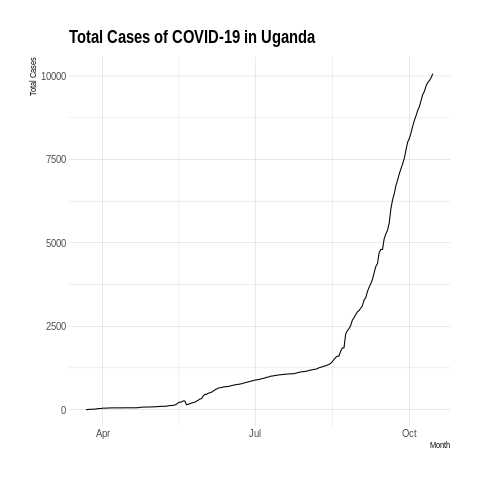 Total Cases of COVID-19 in Uganda
Total Cases
10000
7500
5000
2500
0
Apr Jul Oct
Month